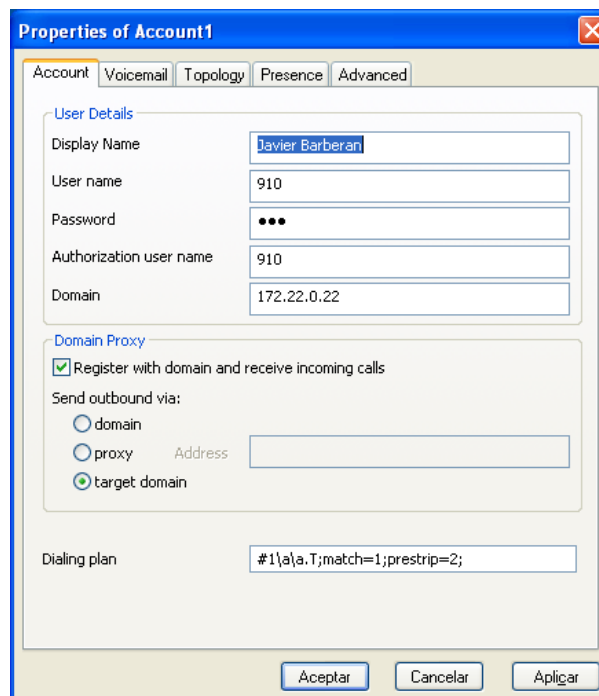 Properties of Account1
Account Voicemail Topology Presence Advanced
User Details
Display Name Javier Barberan
User name 910
Password ●●●
Authorization user name 910
Domain 172.22.0.22
Domain Proxy
Register with domain and receive incoming calls
Send outbound via:
domain
proxy Address
target domain
Dialing plan #1\a\a.T;match=1;prestrip=2;
Aceptar Cancelar Aplicar